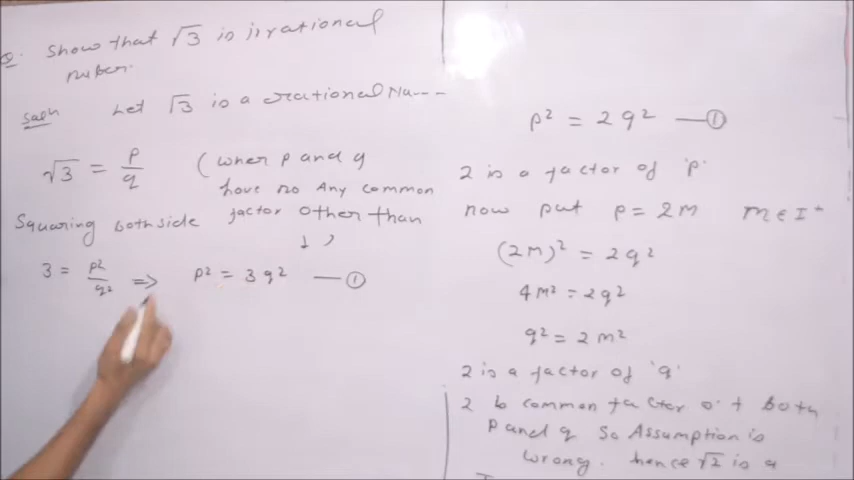 Q. Show that √3 is irrational
number.
Soln Let √3 is a rational Nu---
√3 = p/q (when p and q
have no Any common
factor other than
1 )
Squaring both side
3 = p²/q² => p² = 3q² — ①
p² = 2q² — ①
2 is a factor of 'p'
now put p = 2m m ∈ I⁺
(2m)² = 2q²
4m² = 2q²
q² = 2m²
2 is a factor of 'q'
2 is common factor of both
p and q So Assumption is
wrong. hence √2 is a